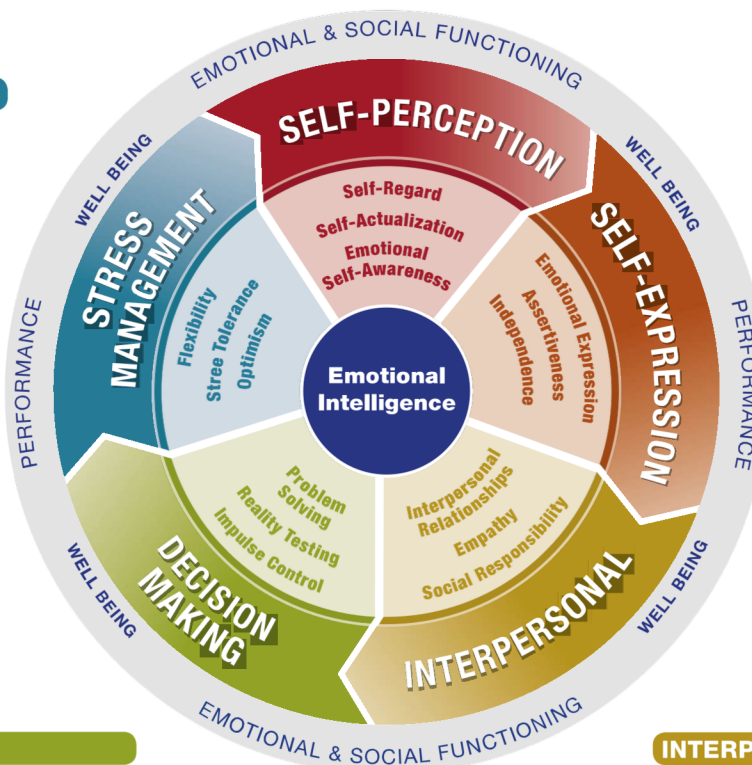 EMOTIONAL & SOCIAL FUNCTIONING
WELL BEING
WELL BEING
PERFORMANCE
PERFORMANCE
SELF-PERCEPTION
Self-Regard
Self-Actualization
Emotional
Self-Awareness
SELF-EXPRESSION
Emotional Expression
Assertiveness
Independence
STRESS
MANAGEMENT
Flexibility
Stree Tolerance
Optimism
Emotional
Intelligence
Interpersonal
Relationships
Empathy
Social Responsibility
INTERPERSONAL
Problem
Solving
Reality Testing
Impulse Control
DECISION
MAKING
WELL BEING
WELL BEING
EMOTIONAL & SOCIAL FUNCTIONING
INTERP